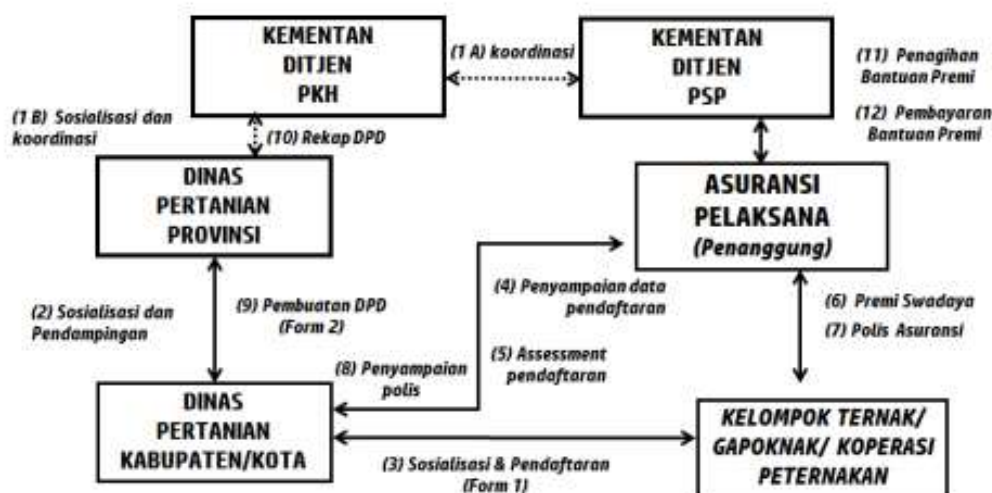 KEMENTAN
DITJEN
PKH
(1 A) koordinasi
KEMENTAN
DITJEN
PSP
(11) Penagihan
Bantuan Premi
(12) Pembayaran
Bantuan Premi
(1 B) Sosialisasi dan
koordinasi
(10) Rekap DPD
DINAS
PERTANIAN
PROVINSI
ASURANSI
PELAKSANA
(Penanggung)
(2) Sosialisasi dan
Pendampingan
(9) Pembuatan DPD
(Form 2)
(4) Penyampaian data
pendaftaran
(5) Assessment
pendaftaran
(6) Premi Swadaya
(7) Polis Asuransi
(8) Penyampaian
polis
DINAS
PERTANIAN
KABUPATEN/KOTA
(3) Sosialisasi & Pendaftaran
(Form 1)
KELOMPOK TERNAK/
GAPOKNAK/ KOPERASI
PETERNAKAN